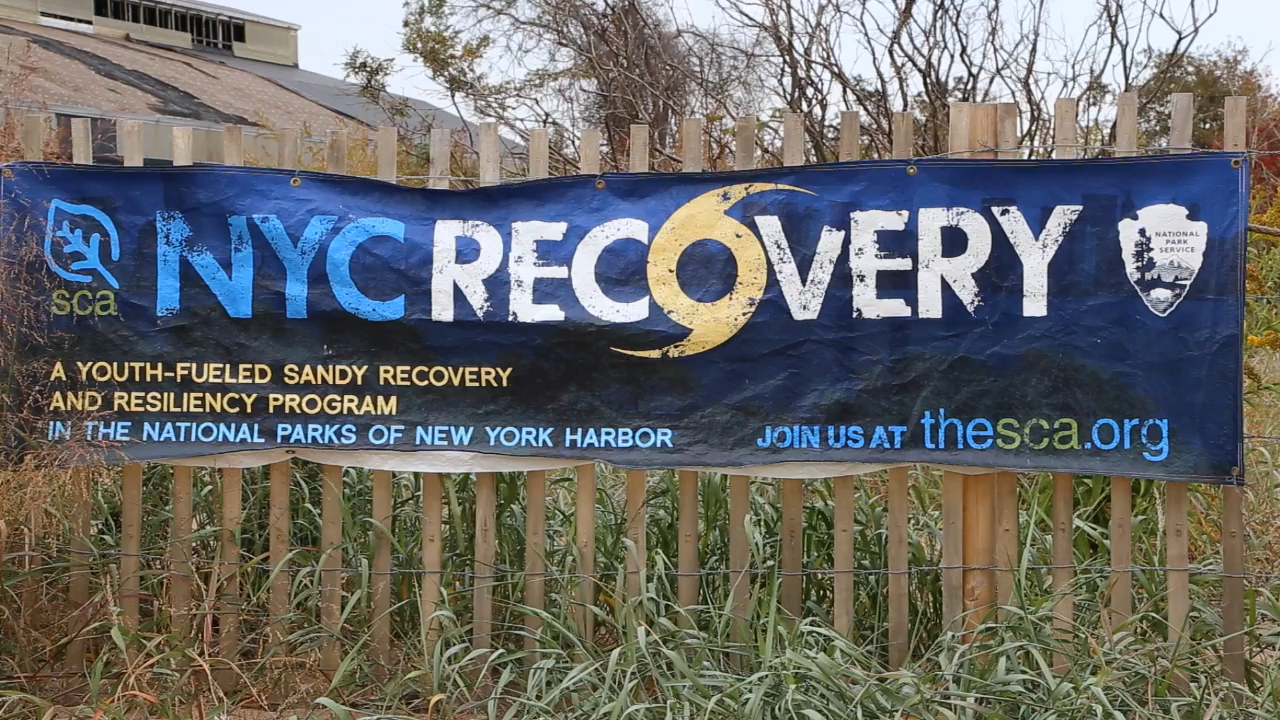 sca
NYC RECOVERY
NATIONAL
PARK
SERVICE
A YOUTH-FUELED SANDY RECOVERY
AND RESILIENCY PROGRAM
IN THE NATIONAL PARKS OF NEW YORK HARBOR
JOIN US AT thesca.org